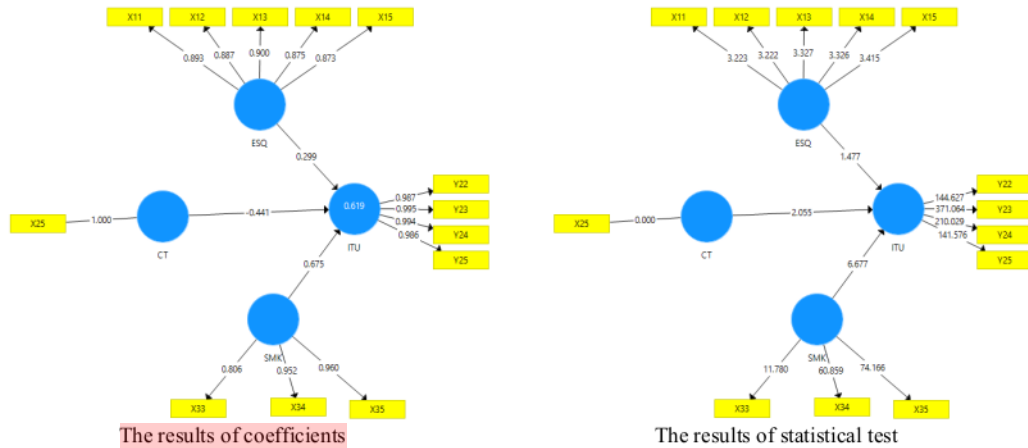 X11 X12 X13 X14 X15
0.893 0.887 0.900 0.875 0.873
ESQ
0.299
X25 1.000 CT -0.441 0.619 ITU
0.987 Y22
0.995 Y23
0.994 Y24
0.986 Y25
0.675
SMK
0.806 0.952 0.960
X33 X34 X35
The results of coefficients
X11 X12 X13 X14 X15
3.223 3.222 3.327 3.326 3.415
ESQ
1.477
X25 0.000 CT 2.055 ITU
144.627 Y22
371.064 Y23
210.029 Y24
141.576 Y25
6.677
SMK
11.780 60.859 74.166
X33 X34 X35
The results of statistical test